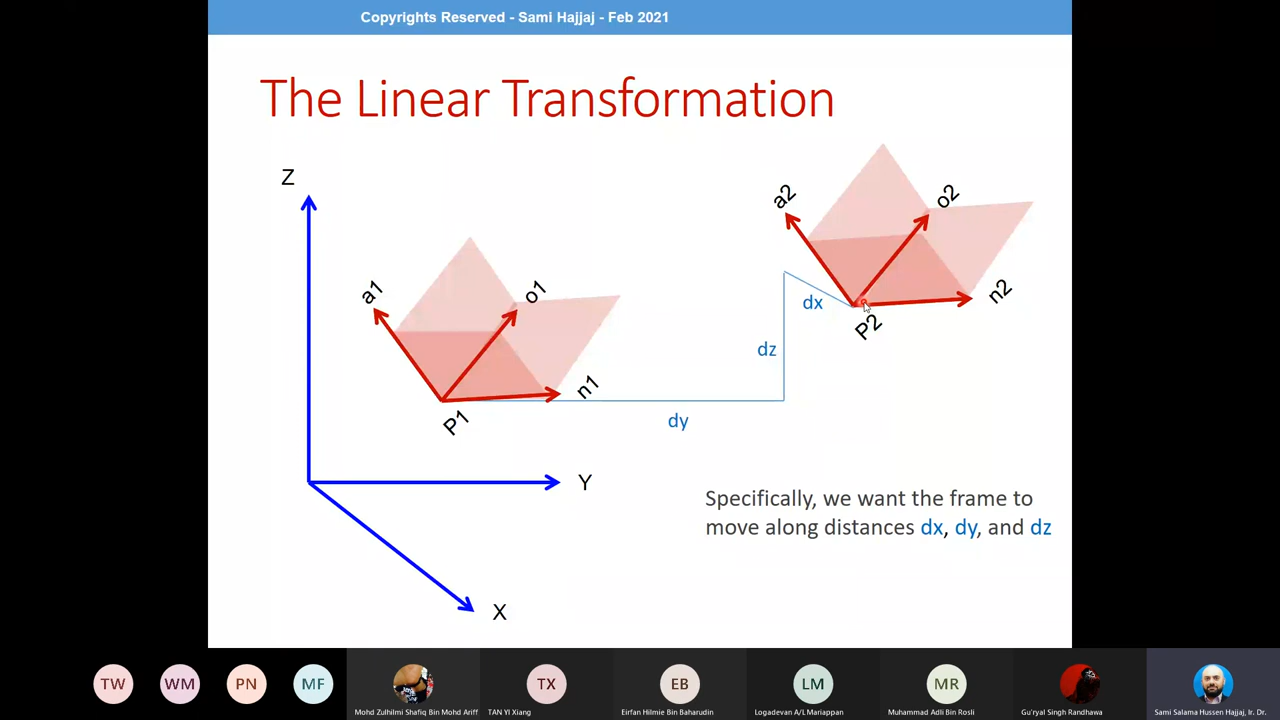 Copyrights Reserved - Sami Hajjaj - Feb 2021
The Linear Transformation
Z
a1
o1
n1
P1
a2
o2
n2
P2
dx
dz
dy
Y
X
Specifically, we want the frame to
move along distances dx, dy, and dz
TW
WM
PN
MF
Mohd Zulhilmi Shafiq Bin Mohd Ariff
TX
TAN YI Xiang
EB
Eirfan Hilmie Bin Baharudin
LM
Logadevan A/L Mariappan
MR
Muhammad Adli Bin Rosli
Gu'ryal Singh Randhawa
Sami Salama Hussen Hajjaj, Ir. Dr.